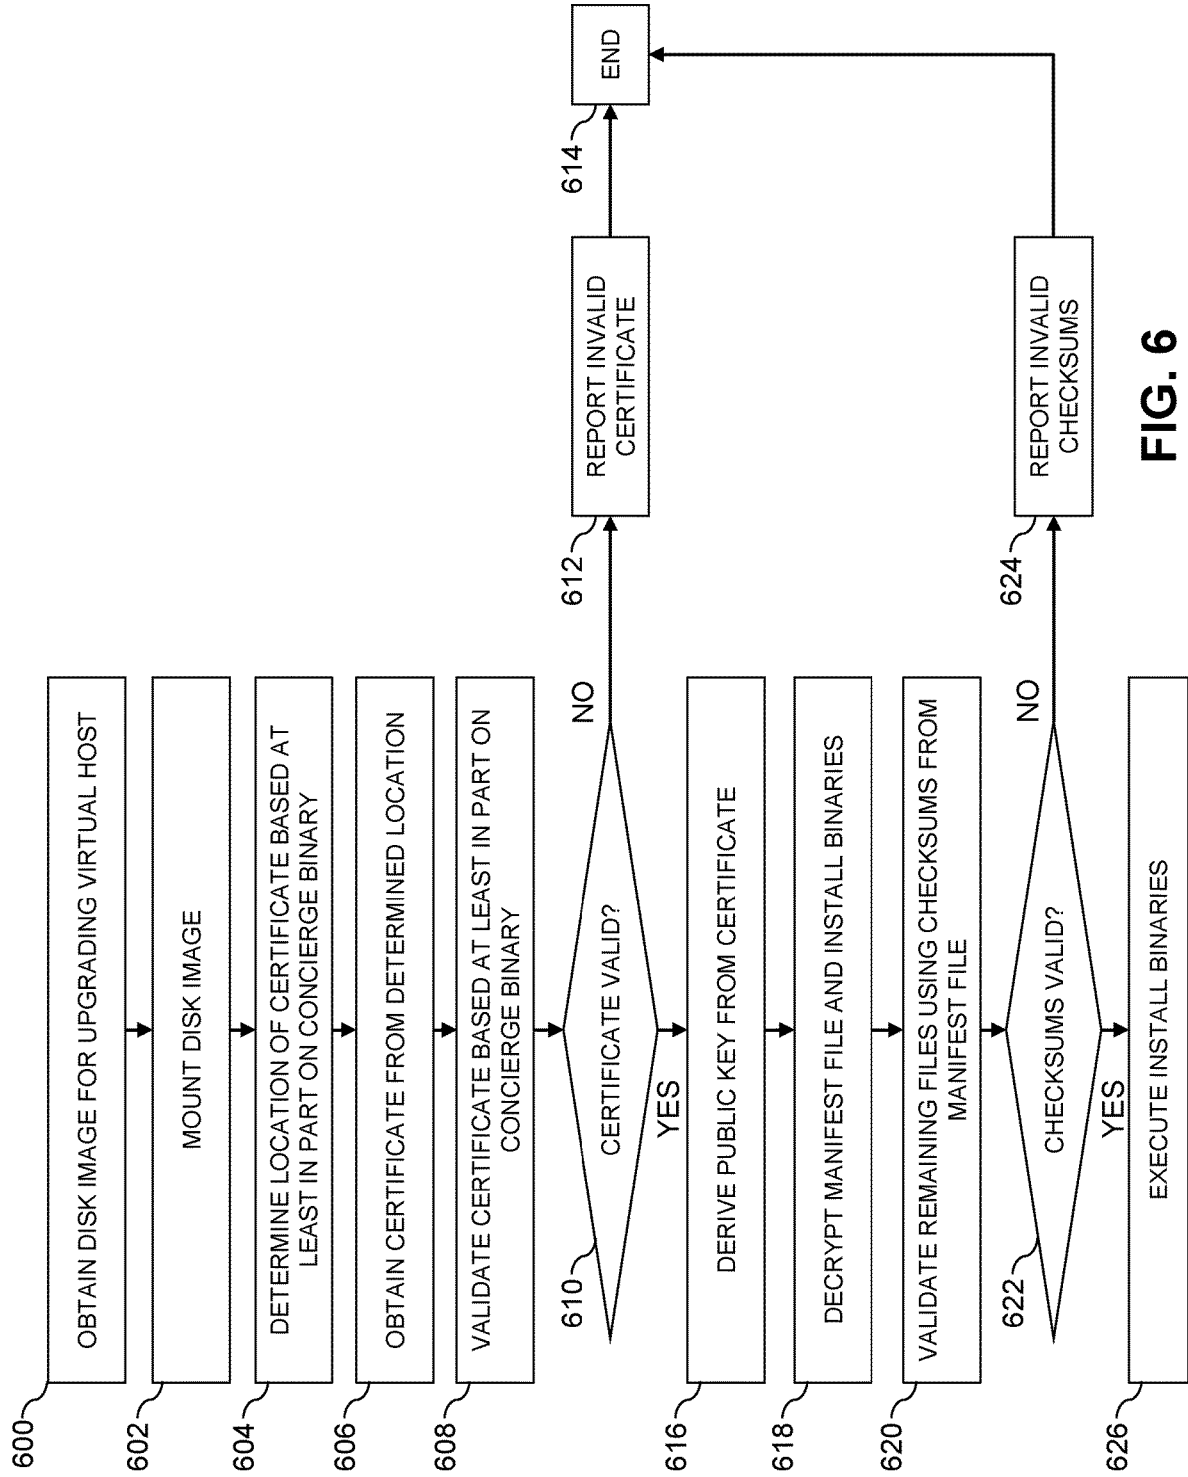 600
OBTAIN DISK IMAGE FOR UPGRADING VIRTUAL HOST
602
MOUNT DISK IMAGE
604
DETERMINE LOCATION OF CERTIFICATE BASED AT
LEAST IN PART ON CONCIERGE BINARY
606
OBTAIN CERTIFICATE FROM DETERMINED LOCATION
608
VALIDATE CERTIFICATE BASED AT LEAST IN PART ON
CONCIERGE BINARY
610
CERTIFICATE VALID?
NO
612
REPORT INVALID
CERTIFICATE
614
END
YES
616
DERIVE PUBLIC KEY FROM CERTIFICATE
618
DECRYPT MANIFEST FILE AND INSTALL BINARIES
620
VALIDATE REMAINING FILES USING CHECKSUMS FROM
MANIFEST FILE
622
CHECKSUMS VALID?
NO
624
REPORT INVALID
CHECKSUMS
YES
626
EXECUTE INSTALL BINARIES
FIG. 6